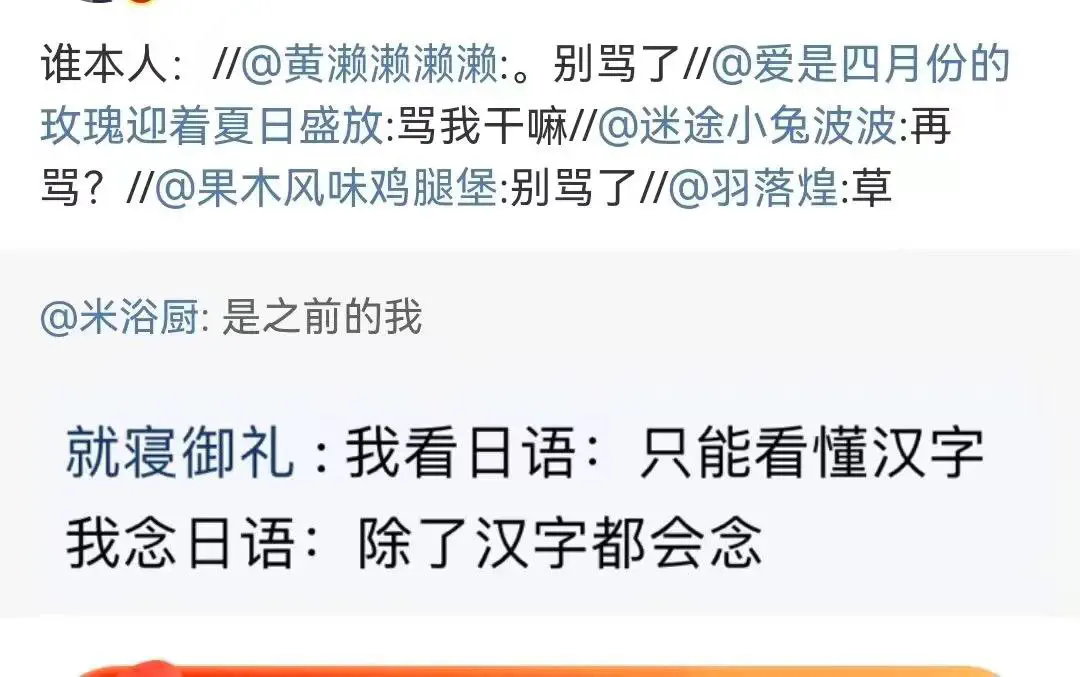 谁本人：//@黄濑濑濑濑:。别骂了//@爱是四月份的
玫瑰迎着夏日盛放:骂我干嘛//@迷途小兔波波:再
骂？//@果木风味鸡腿堡:别骂了//@羽落煌:草
@米浴厨: 是之前的我
就寝御礼 : 我看日语：只能看懂汉字
我念日语：除了汉字都会念